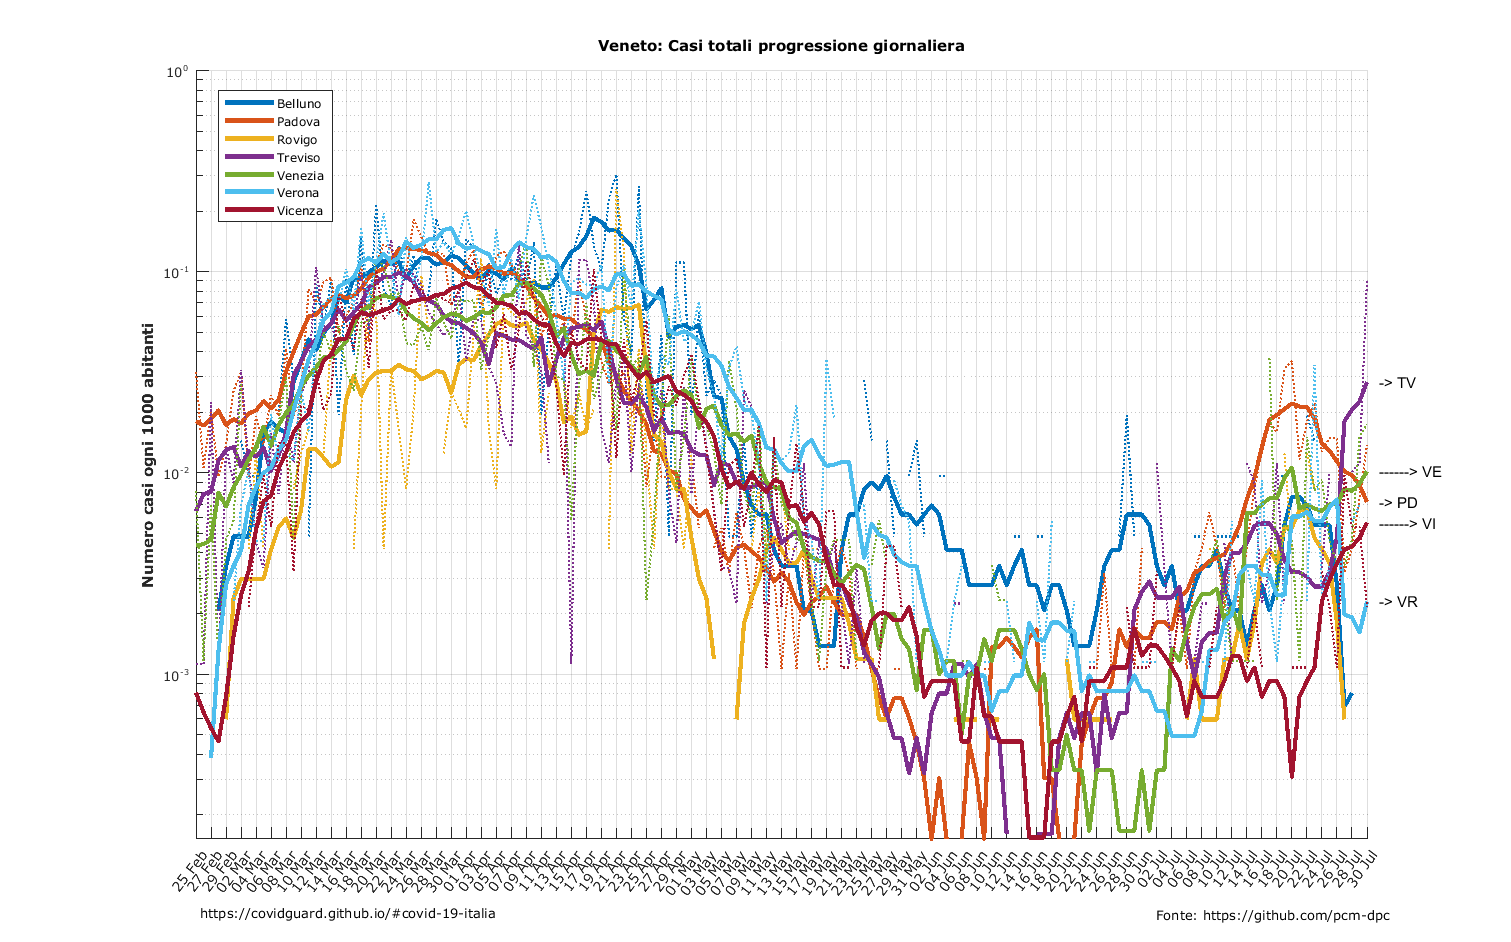 Veneto: Casi totali progressione giornaliera
Numero casi ogni 1000 abitanti
10⁰
10⁻¹
10⁻²
10⁻³
Belluno
Padova
Rovigo
Treviso
Venezia
Verona
Vicenza
-> TV
------> VE
-> PD
------> VI
-> VR
25 Feb
27 Feb
29 Feb
02 Mar
04 Mar
06 Mar
08 Mar
10 Mar
12 Mar
14 Mar
16 Mar
18 Mar
20 Mar
22 Mar
24 Mar
26 Mar
28 Mar
30 Mar
01 Apr
03 Apr
05 Apr
07 Apr
09 Apr
11 Apr
13 Apr
15 Apr
17 Apr
19 Apr
21 Apr
23 Apr
25 Apr
27 Apr
29 Apr
01 May
03 May
05 May
07 May
09 May
11 May
13 May
15 May
17 May
19 May
21 May
23 May
25 May
27 May
29 May
31 May
02 Jun
04 Jun
06 Jun
08 Jun
10 Jun
12 Jun
14 Jun
16 Jun
18 Jun
20 Jun
22 Jun
24 Jun
26 Jun
28 Jun
30 Jun
02 Jul
04 Jul
06 Jul
08 Jul
10 Jul
12 Jul
14 Jul
16 Jul
18 Jul
20 Jul
22 Jul
24 Jul
26 Jul
28 Jul
30 Jul
https://covidguard.github.io/#covid-19-italia
Fonte: https://github.com/pcm-dpc